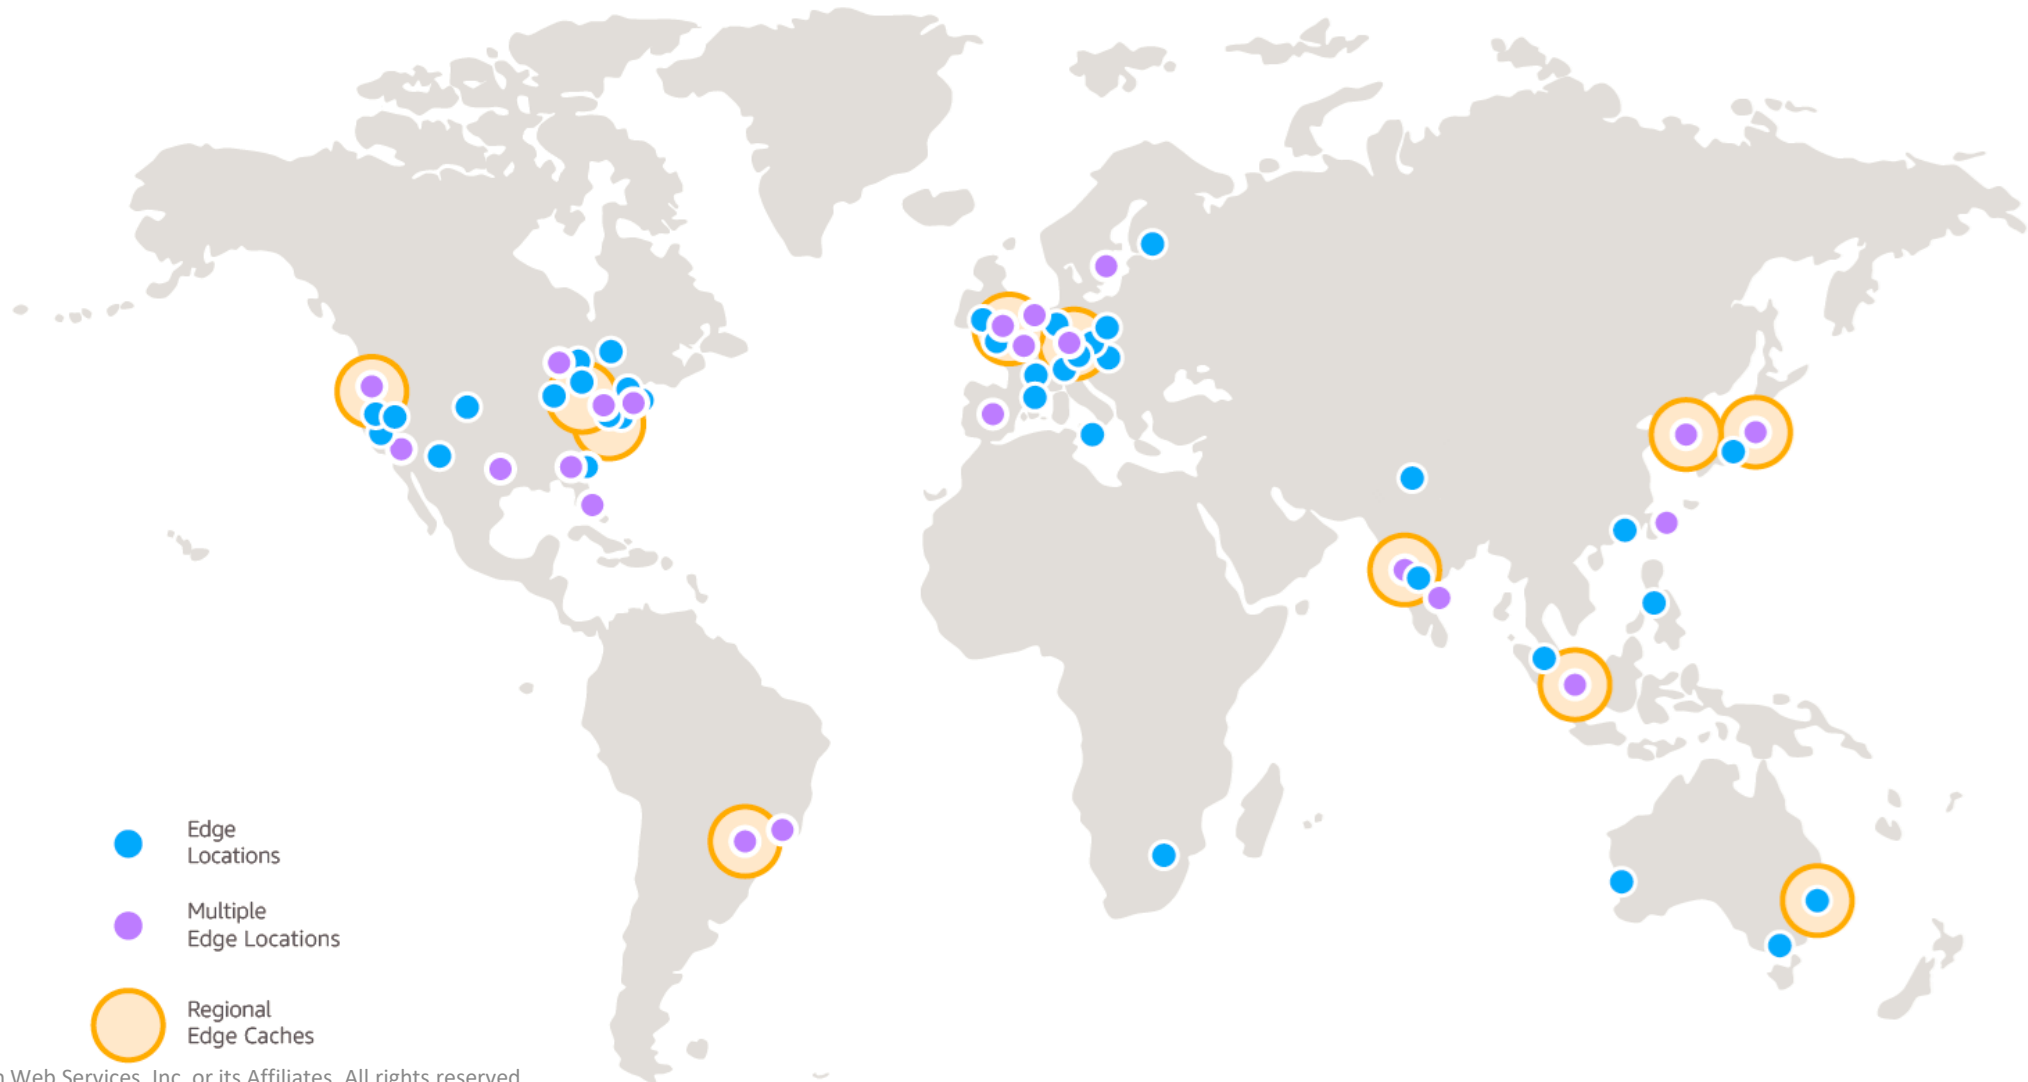 Edge
Locations
Multiple
Edge Locations
Regional
Edge Caches
Web Services, Inc. or its Affiliates. All rights reserved